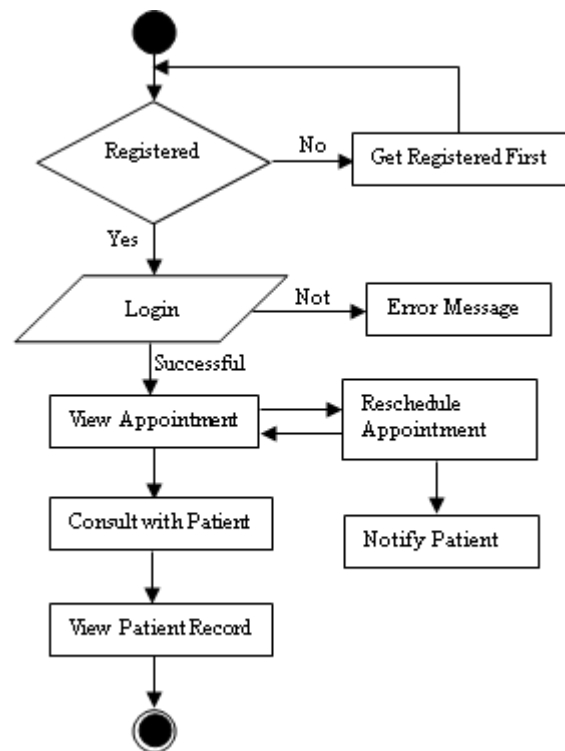 Registered
No
Get Registered First
Yes
Login
Not
Error Message
Successful
View Appointment
Reschedule
Appointment
Consult with Patient
Notify Patient
View Patient Record